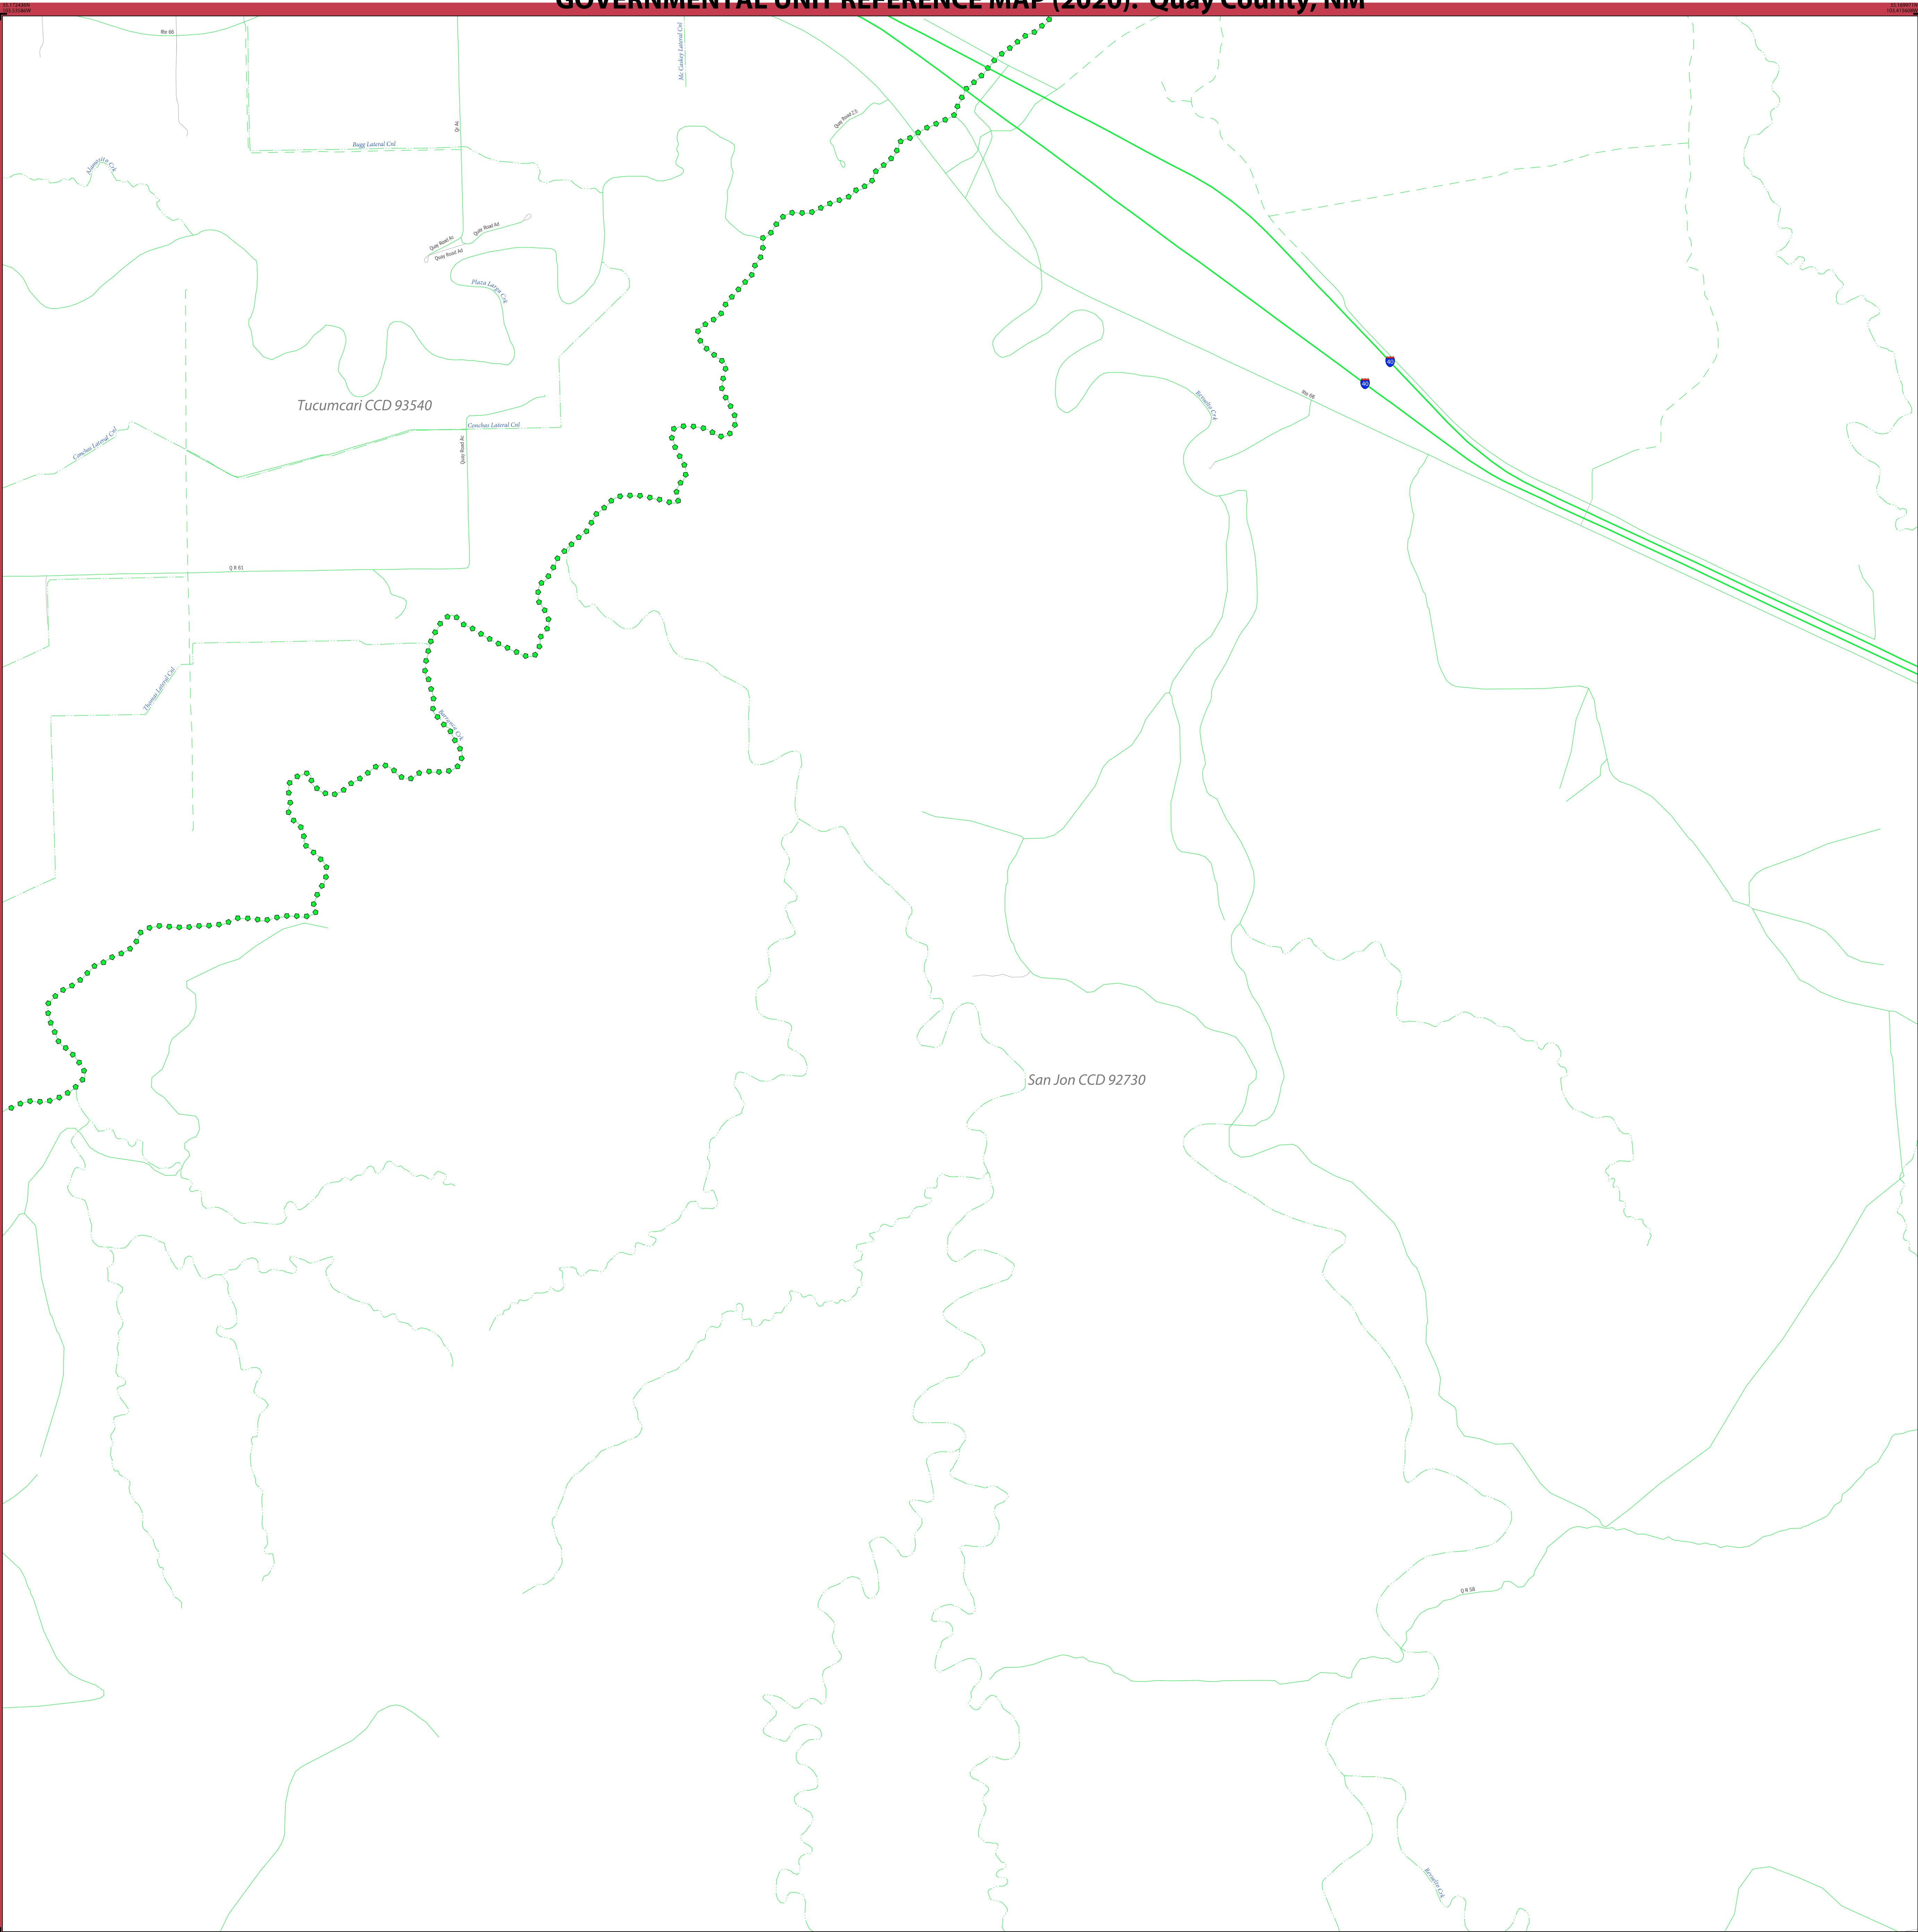 GOVERNMENTAL UNIT REFERENCE MAP (2020): Quay County, NM
Rte 66
Mc Caskey Lateral Cnl
Qr Ac
Quay Road 2.5
Bugg Lateral Cnl
Alamosita Crk
Quay Road Ad
Quay Road Ac
Quay Road Ad
Plaza Larga Crk
40
40
Revuelto Crk
Rte 66
Tucumcari CCD 93540
Conchas Lateral Cnl
Conchas Lateral Cnl
Quay Road Ac
Q R 61
Thomas Lateral Cnl
Barranca Crk
San Jon CCD 92730
Q R 58
Revuelto Crk